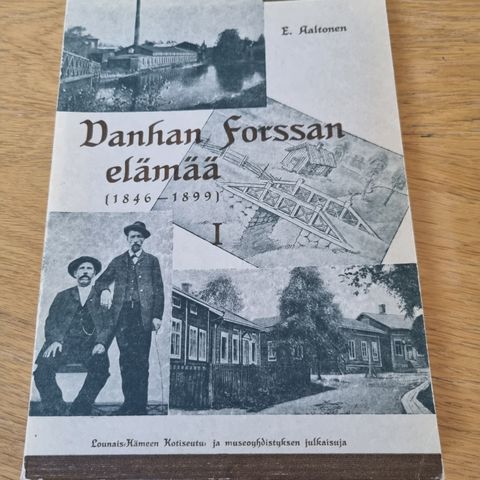 E. Aaltonen
Vanhan Forssan
elämää
(1846—1899)
I
Lounais-Hämeen Kotiseutu- ja museoyhdistyksen julkaisuja